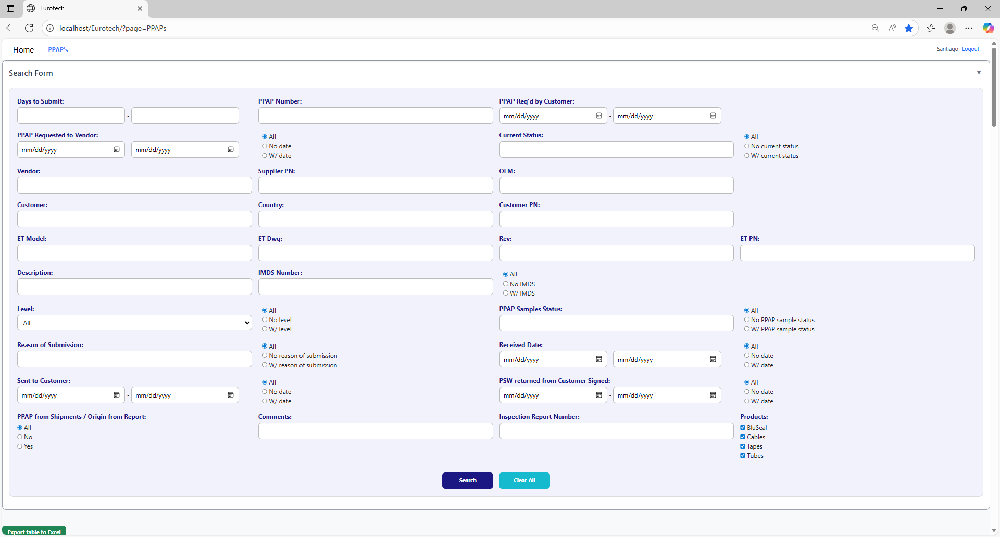 Eurotech
localhost/Eurotech/?page=PPAPs
Home PPAP's Santiago Logout
Search Form
Days to Submit: PPAP Number: PPAP Req'd by Customer:
- mm/dd/yyyy - mm/dd/yyyy
PPAP Requested to Vendor: All Current Status: All
mm/dd/yyyy - mm/dd/yyyy No date No current status
W/ date W/ current status
Vendor: Supplier PN: OEM:
Customer: Country: Customer PN:
ET Model: ET Dwg: Rev: ET PN:
Description: IMDS Number: All
No IMDS
W/ IMDS
Level: All PPAP Samples Status: All
All No level No PPAP sample status
W/ level W/ PPAP sample status
Reason of Submission: All Received Date: All
No reason of submission mm/dd/yyyy - mm/dd/yyyy No date
W/ reason of submission W/ date
Sent to Customer: All PSW returned from Customer Signed: All
mm/dd/yyyy - mm/dd/yyyy No date mm/dd/yyyy - mm/dd/yyyy No date
W/ date W/ date
PPAP from Shipments / Origin from Report: Comments: Inspection Report Number: Products:
All BluSeal
No Cables
Yes Tapes
Tubes
Search Clear All
Export table to Excel